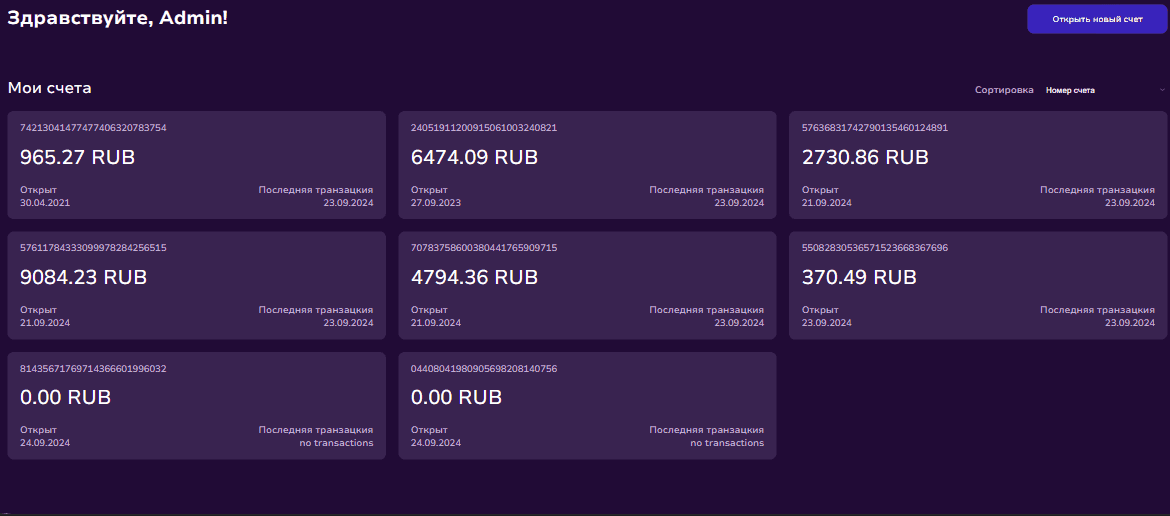 Здравствуйте, Admin!
Открыть новый счет
Мои счета
Сортировка Номер счета
74213041477477406320783754
965.27 RUB
Открыт
30.04.2021
Последняя транзакция
23.09.2024
24051911200915061003240821
6474.09 RUB
Открыт
27.09.2023
Последняя транзакция
23.09.2024
57636831742790135460124891
2730.86 RUB
Открыт
21.09.2024
Последняя транзакция
23.09.2024
57611784333099978284256515
9084.23 RUB
Открыт
21.09.2024
Последняя транзакция
23.09.2024
70783758600380441765909715
4794.36 RUB
Открыт
21.09.2024
Последняя транзакция
23.09.2024
55082830536571523668367696
370.49 RUB
Открыт
23.09.2024
Последняя транзакция
23.09.2024
81435671769714366601996032
0.00 RUB
Открыт
24.09.2024
Последняя транзакция
no transactions
04408041980905698208140756
0.00 RUB
Открыт
24.09.2024
Последняя транзакция
no transactions